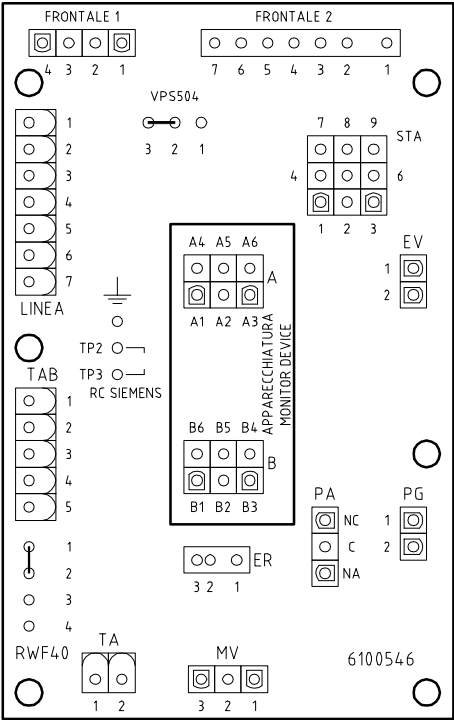 FRONTALE 1
FRONTALE 2
4 3 2 1
7 6 5 4 3 2 1
VPS504
3 2 1
1
2
3
4
5
6
7
LINEA
7 8 9
STA
4 6
1 2 3
EV
1
2
A4 A5 A6
A
A1 A2 A3
APPARECCHIATURA
MONITOR DEVICE
TP2
TP3
RC SIEMENS
TAB
1
2
3
4
5
B6 B5 B4
B
B1 B2 B3
PA
NC
C
NA
PG
1
2
ER
3 2 1
1
2
3
4
RWF40
TA
1 2
MV
3 2 1
6100546